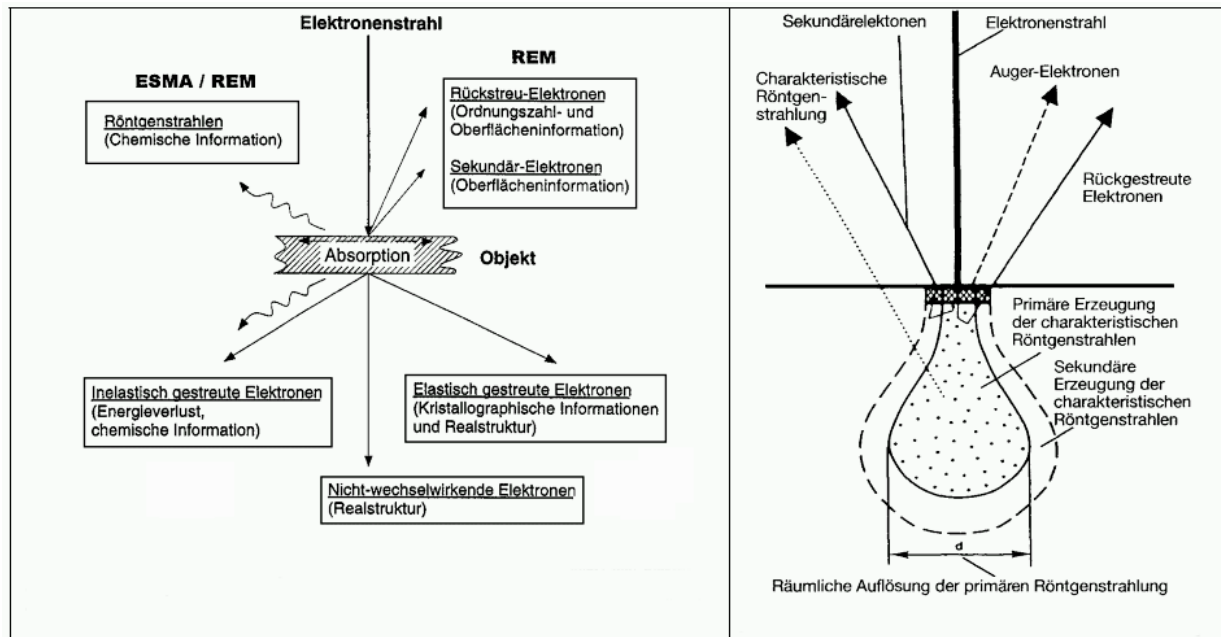 Elektronenstrahl
ESMA / REM
REM
Röntgenstrahlen
(Chemische Information)
Rückstreu-Elektronen
(Ordnungszahl- und
Oberflächeninformation)
Sekundär-Elektronen
(Oberflächeninformation)
Absorption
Objekt
Inelastisch gestreute Elektronen
(Energieverlust,
chemische Information)
Elastisch gestreute Elektronen
(Kristallographische Informationen
und Realstruktur)
Nicht-wechselwirkende Elektronen
(Realstruktur)
Sekundärelektonen
Elektronenstrahl
Charakteristische
Röntgen-
strahlung
Auger-Elektronen
Rückgestreute
Elektronen
Primäre Erzeugung
der charakteristischen
Röntgenstrahlen
Sekundäre
Erzeugung der
charakteristischen
Röntgenstrahlen
d
Räumliche Auflösung der primären Röntgenstrahlung